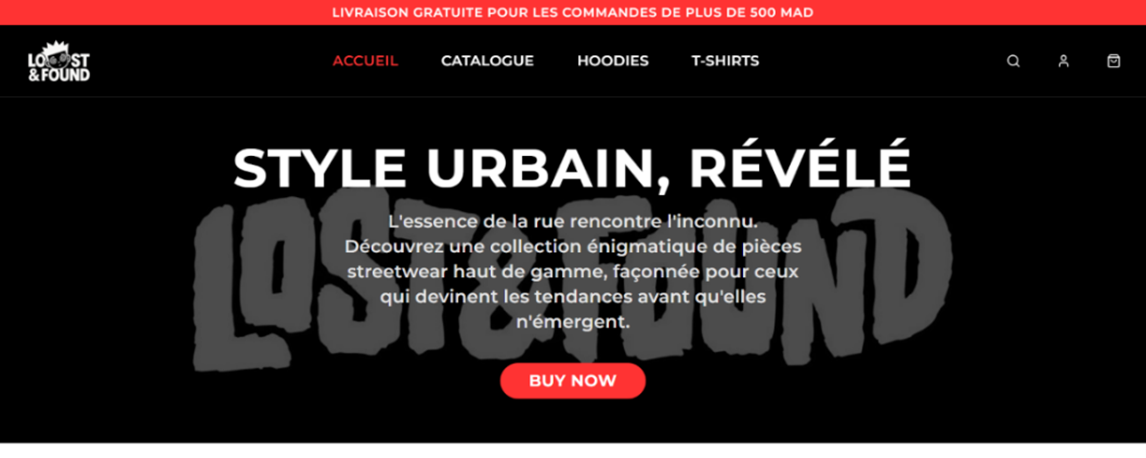 LIVRAISON GRATUITE POUR LES COMMANDES DE PLUS DE 500 MAD
LOST
& FOUND
ACCUEIL CATALOGUE HOODIES T-SHIRTS
STYLE URBAIN, RÉVÉLÉ
LOST & FOUND
L'essence de la rue rencontre l'inconnu.
Découvrez une collection énigmatique de pièces
streetwear haut de gamme, façonnée pour ceux
qui devinent les tendances avant qu'elles
n'émergent.
BUY NOW